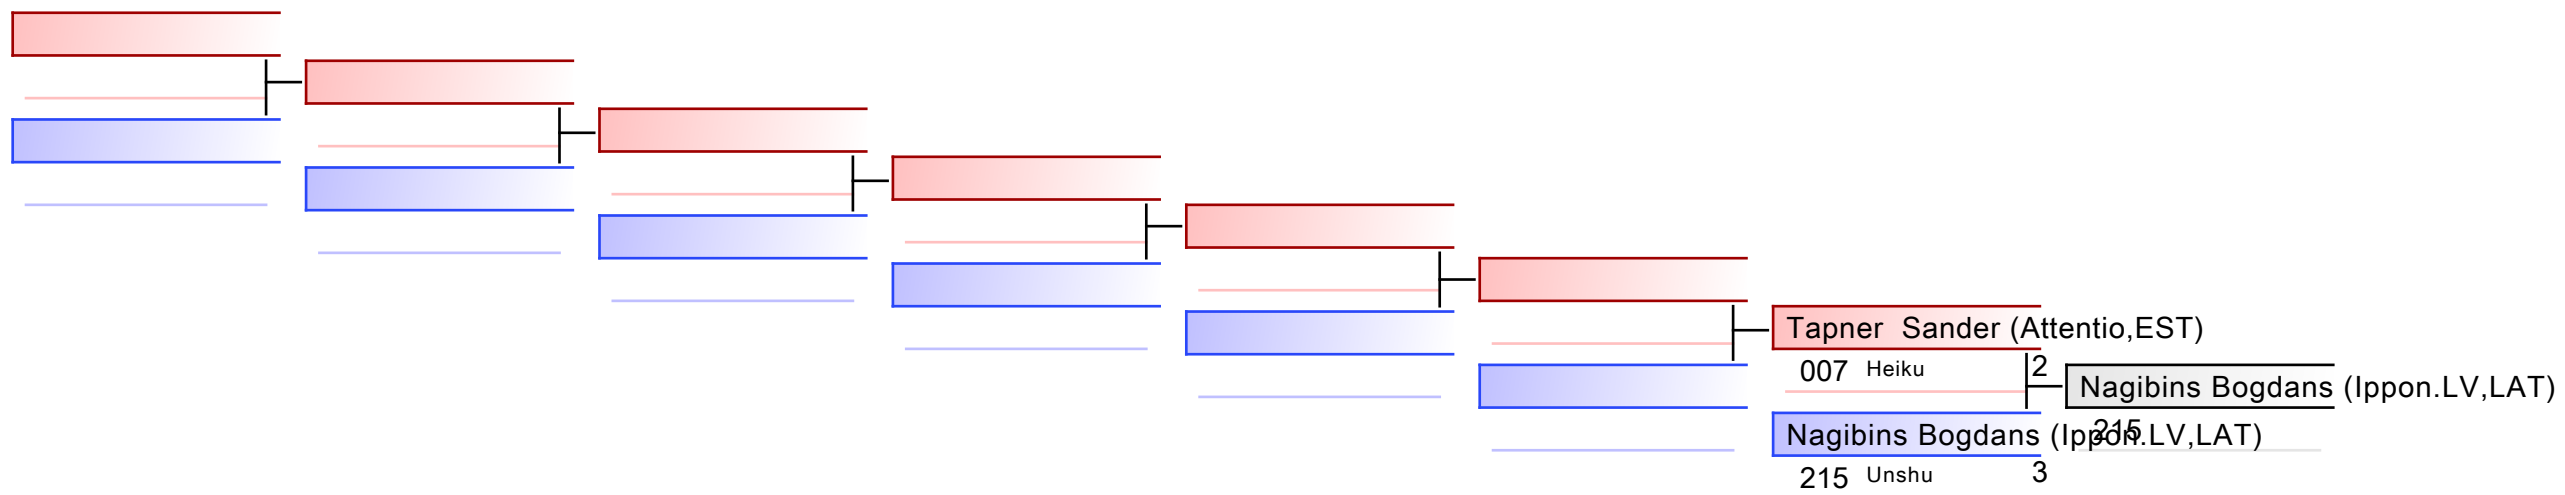 Tapner  Sander (Attentio,EST)
007 Heiku 2
Nagibins Bogdans (Ippon.LV,LAT)
215
Nagibins Bogdans (Ippon.LV,LAT)
215 Unshu 3